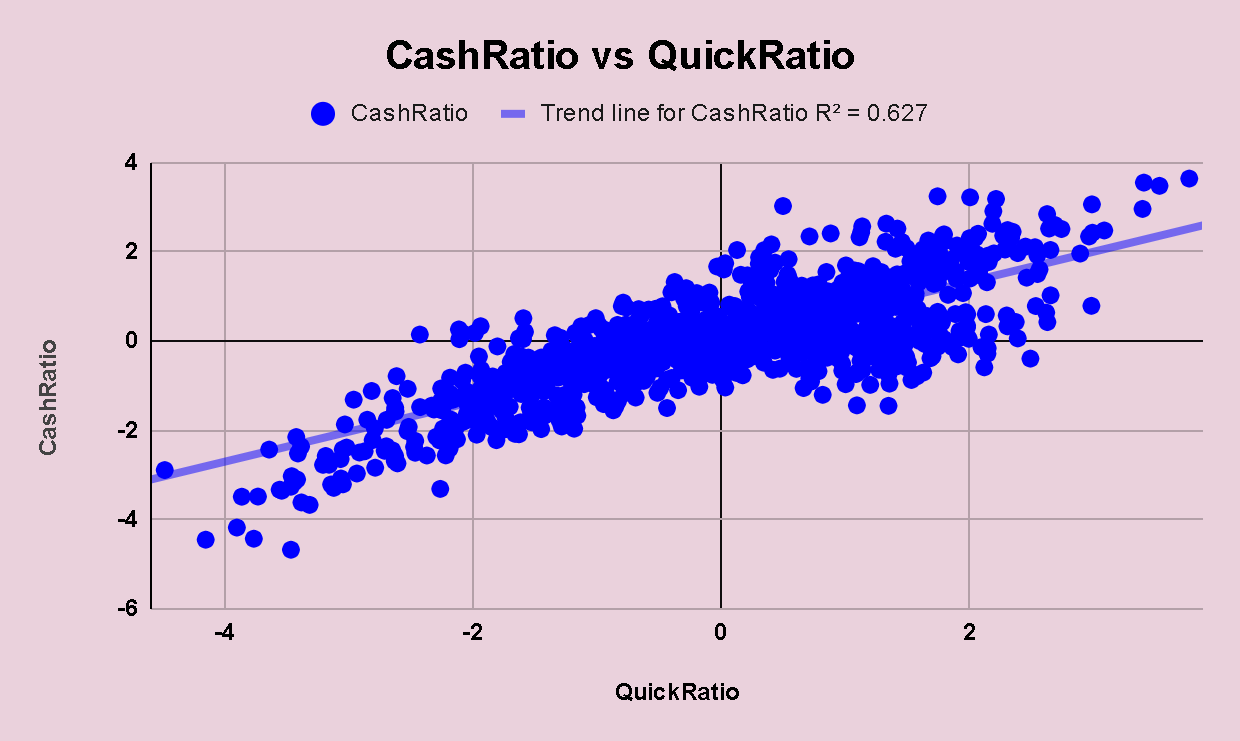 CashRatio vs QuickRatio
CashRatio
Trend line for CashRatio R² = 0.627
4
2
0
-2
-4
-6
CashRatio
-4
-2
0
2
QuickRatio